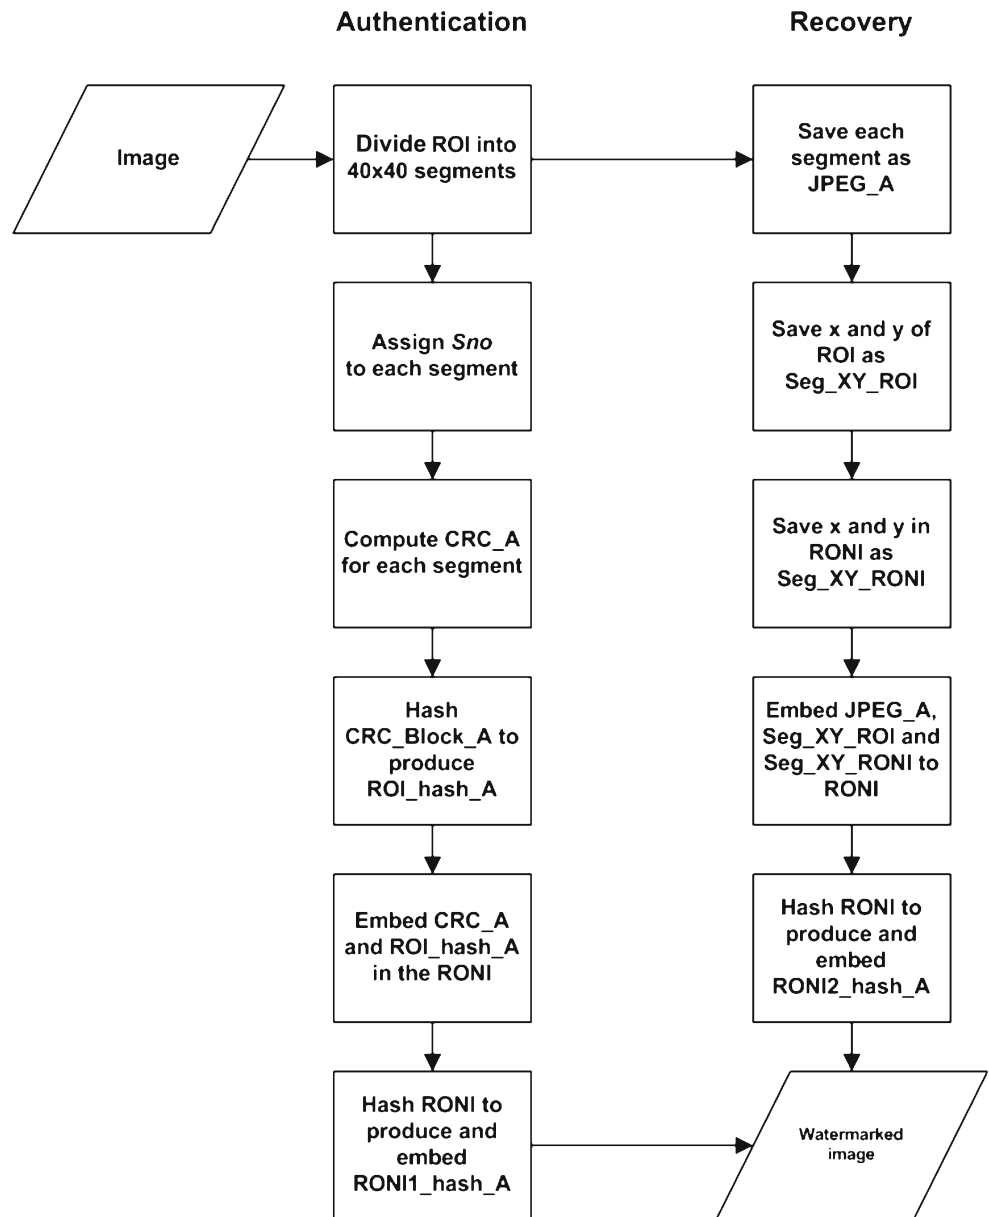 Authentication
Recovery
Image
Divide ROI into
40x40 segments
Save each
segment as
JPEG_A
Assign Sno
to each segment
Save x and y of
ROI as
Seg_XY_ROI
Compute CRC_A
for each segment
Save x and y in
RONI as
Seg_XY_RONI
Hash
CRC_Block_A to
produce
ROI_hash_A
Embed JPEG_A,
Seg_XY_ROI and
Seg_XY_RONI to
RONI
Embed CRC_A
and ROI_hash_A
in the RONI
Hash RONI to
produce and
embed
RONI2_hash_A
Hash RONI to
produce and
embed
RONI1_hash_A
Watermarked
image